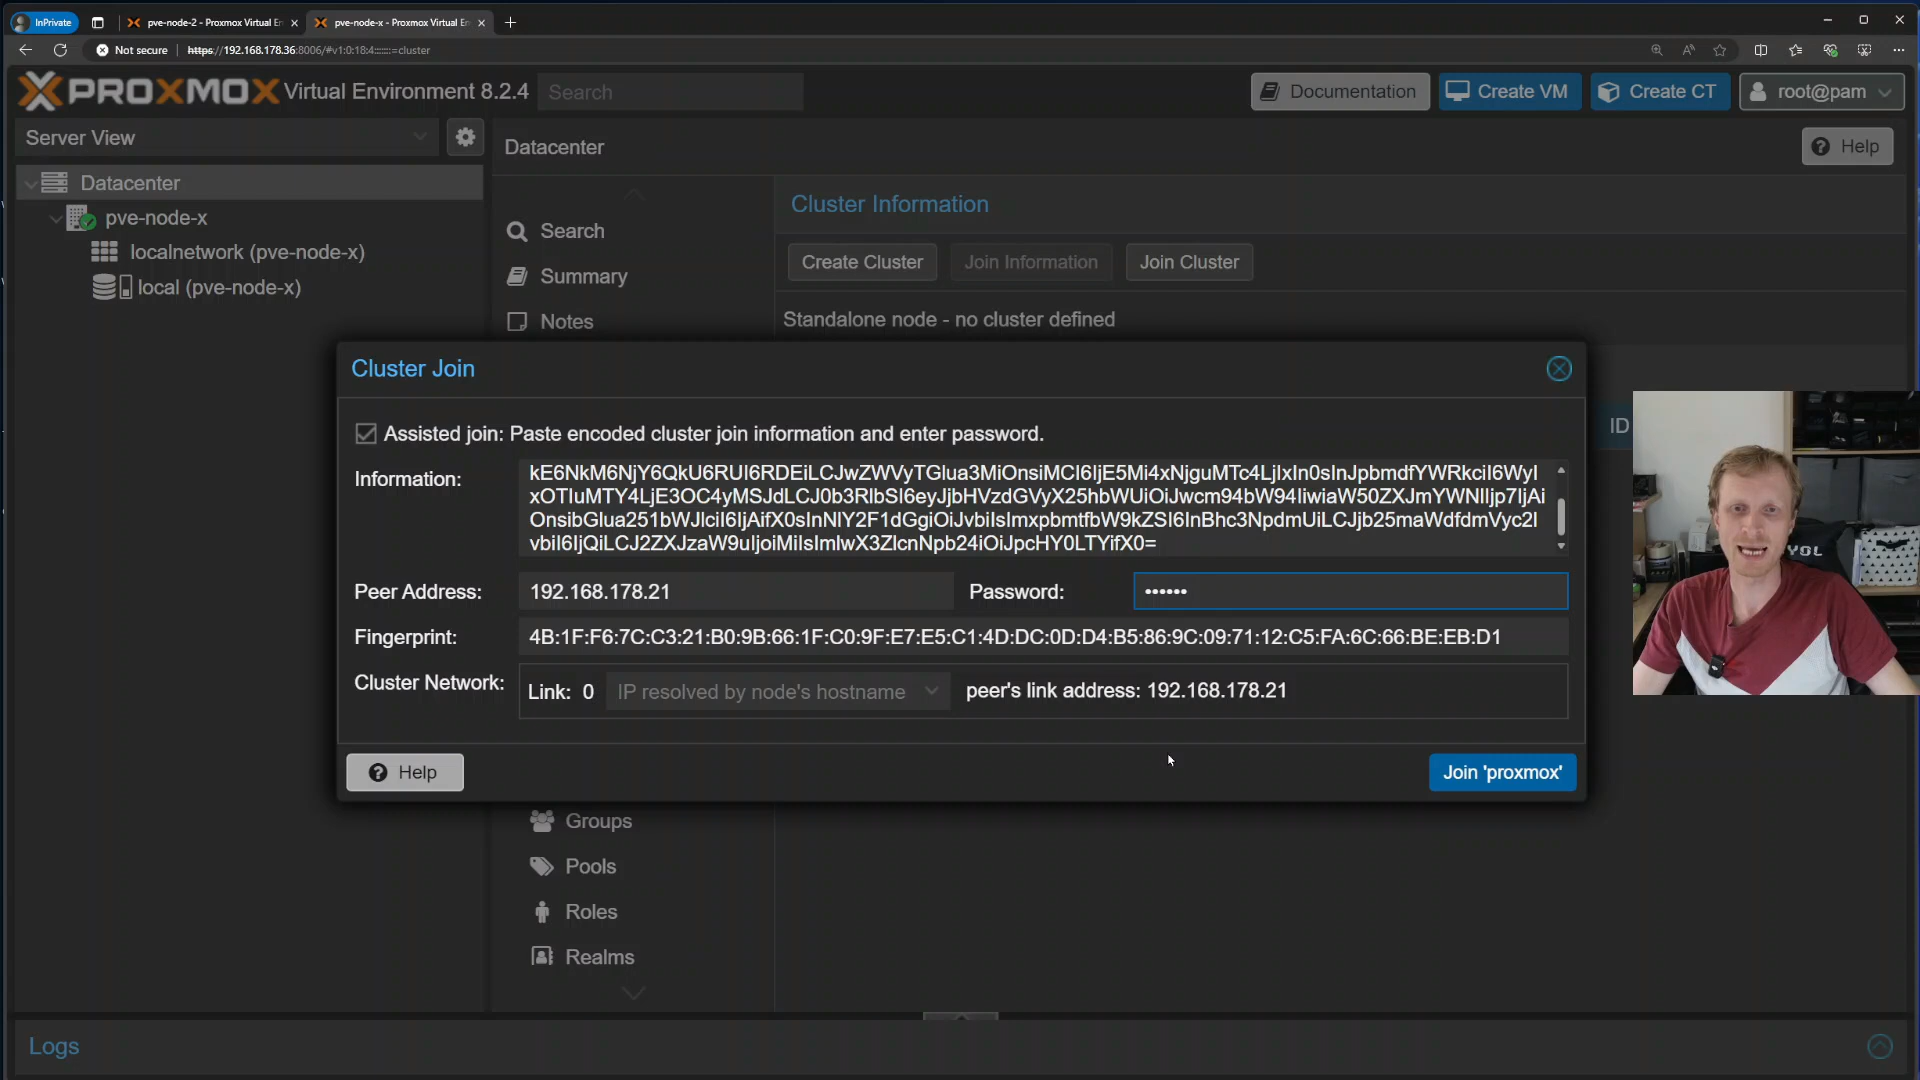 InPrivate
pve-node-2 - Proxmox Virtual En
pve-node-x - Proxmox Virtual En
Not secure
https://192.168.178.36:8006/#v1:0:18:4:::::::=cluster
PROXMOX Virtual Environment 8.2.4
Search
Documentation
Create VM
Create CT
root@pam
Server View
Datacenter
Help
Datacenter
pve-node-x
localnetwork (pve-node-x)
local (pve-node-x)
Search
Summary
Notes
Cluster Information
Create Cluster
Join Information
Join Cluster
Standalone node - no cluster defined
ID
Cluster Join
Assisted join: Paste encoded cluster join information and enter password.
Information:
Peer Address:
192.168.178.21
Password:
••••••
Fingerprint:
4B:1F:F6:7C:C3:21:B0:9B:66:1F:C0:9F:E7:E5:C1:4D:DC:0D:D4:B5:86:9C:09:71:12:C5:FA:6C:66:BE:EB:D1
Cluster Network:
Link: 0
IP resolved by node's hostname
peer's link address: 192.168.178.21
Help
Join 'proxmox'
Groups
Pools
Roles
Realms
Logs